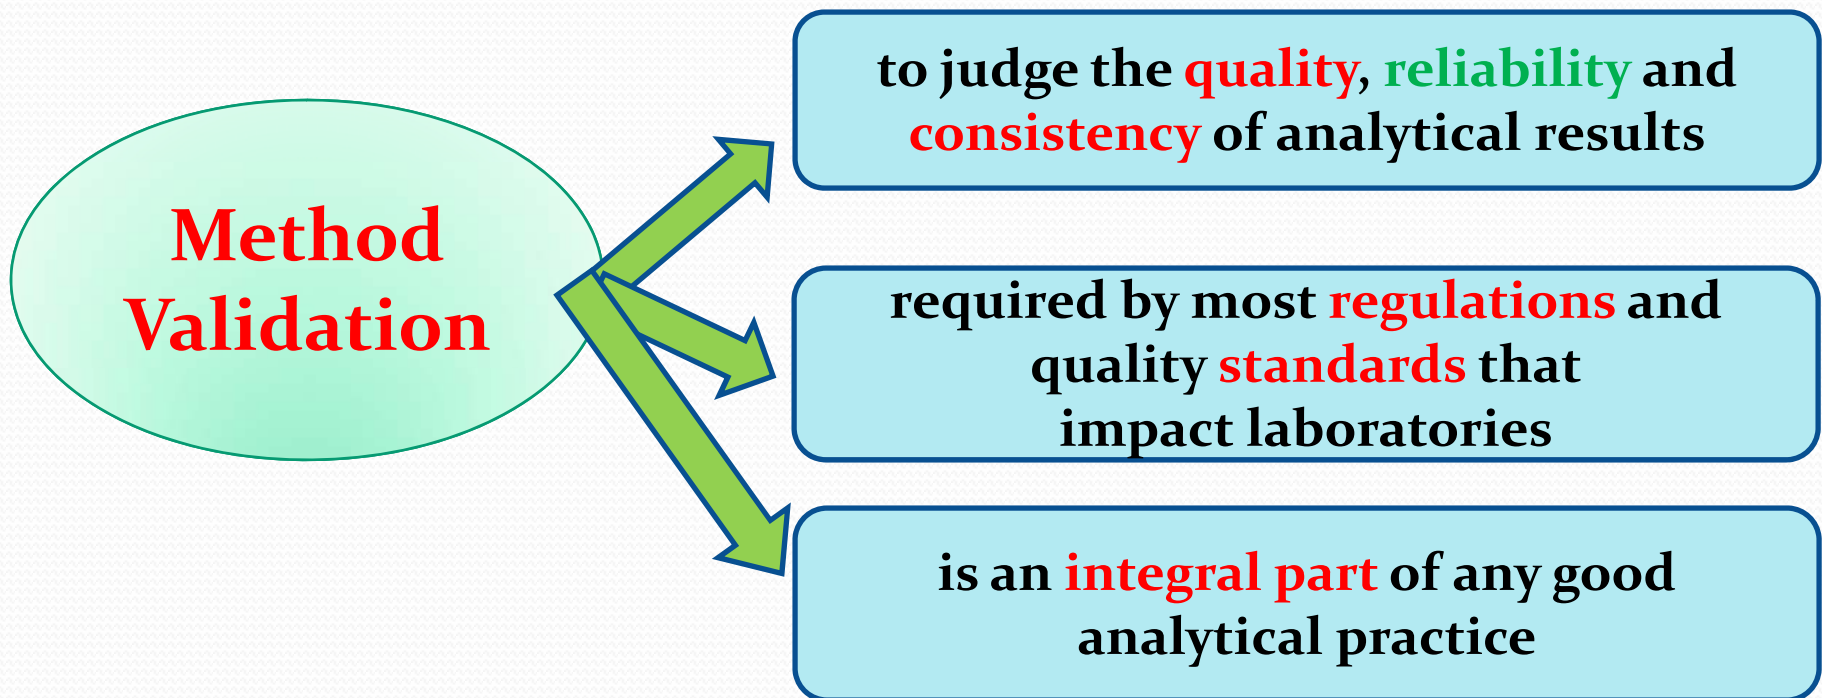 Method
Validation
to judge the quality, reliability and
consistency of analytical results
required by most regulations and
quality standards that
impact laboratories
is an integral part of any good
analytical practice